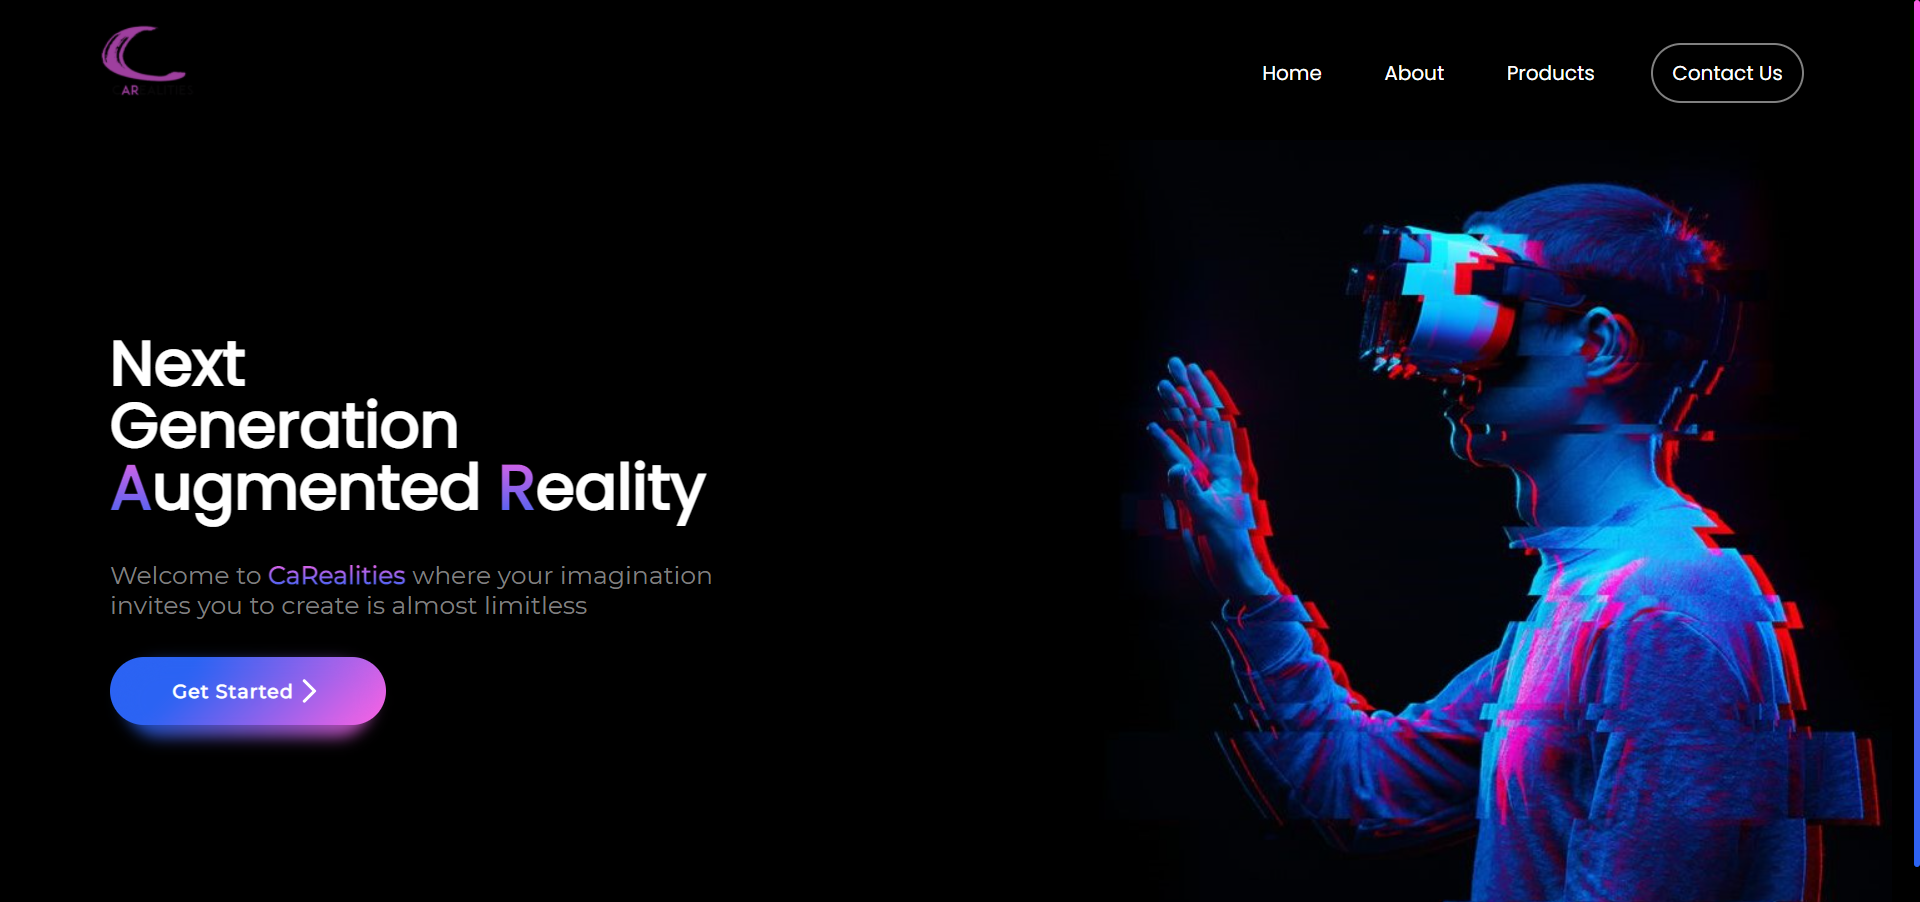 CAREALITIES
Home
About
Products
Contact Us
Next
Generation
Augmented Reality
Welcome to CaRealities where your imagination
invites you to create is almost limitless
Get Started